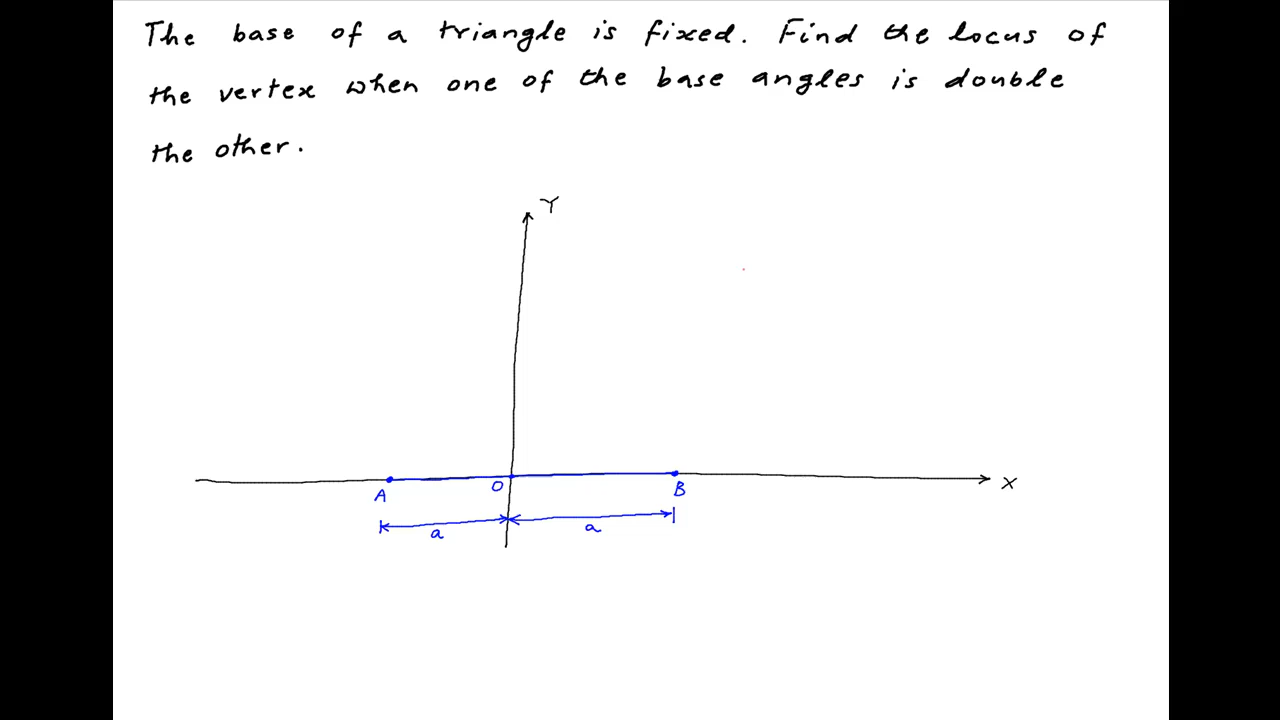 The base of a triangle is fixed. Find the locus of
the vertex when one of the base angles is double
the other.
Y
A O B X
a a